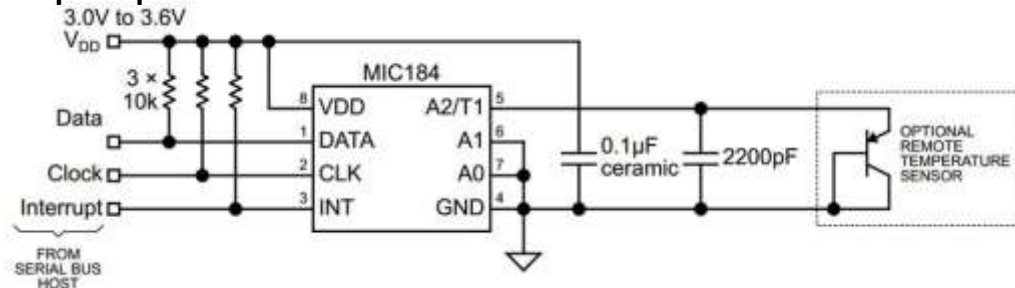 3.0V to 3.6V
VDD
3 ×
10k
Data
Clock
Interrupt
FROM
SERIAL BUS
HOST
MIC184
8 VDD
1 DATA
2 CLK
3 INT
A2/T1 5
A1 6
A0 7
GND 4
0.1µF
ceramic
2200pF
OPTIONAL
REMOTE
TEMPERATURE
SENSOR